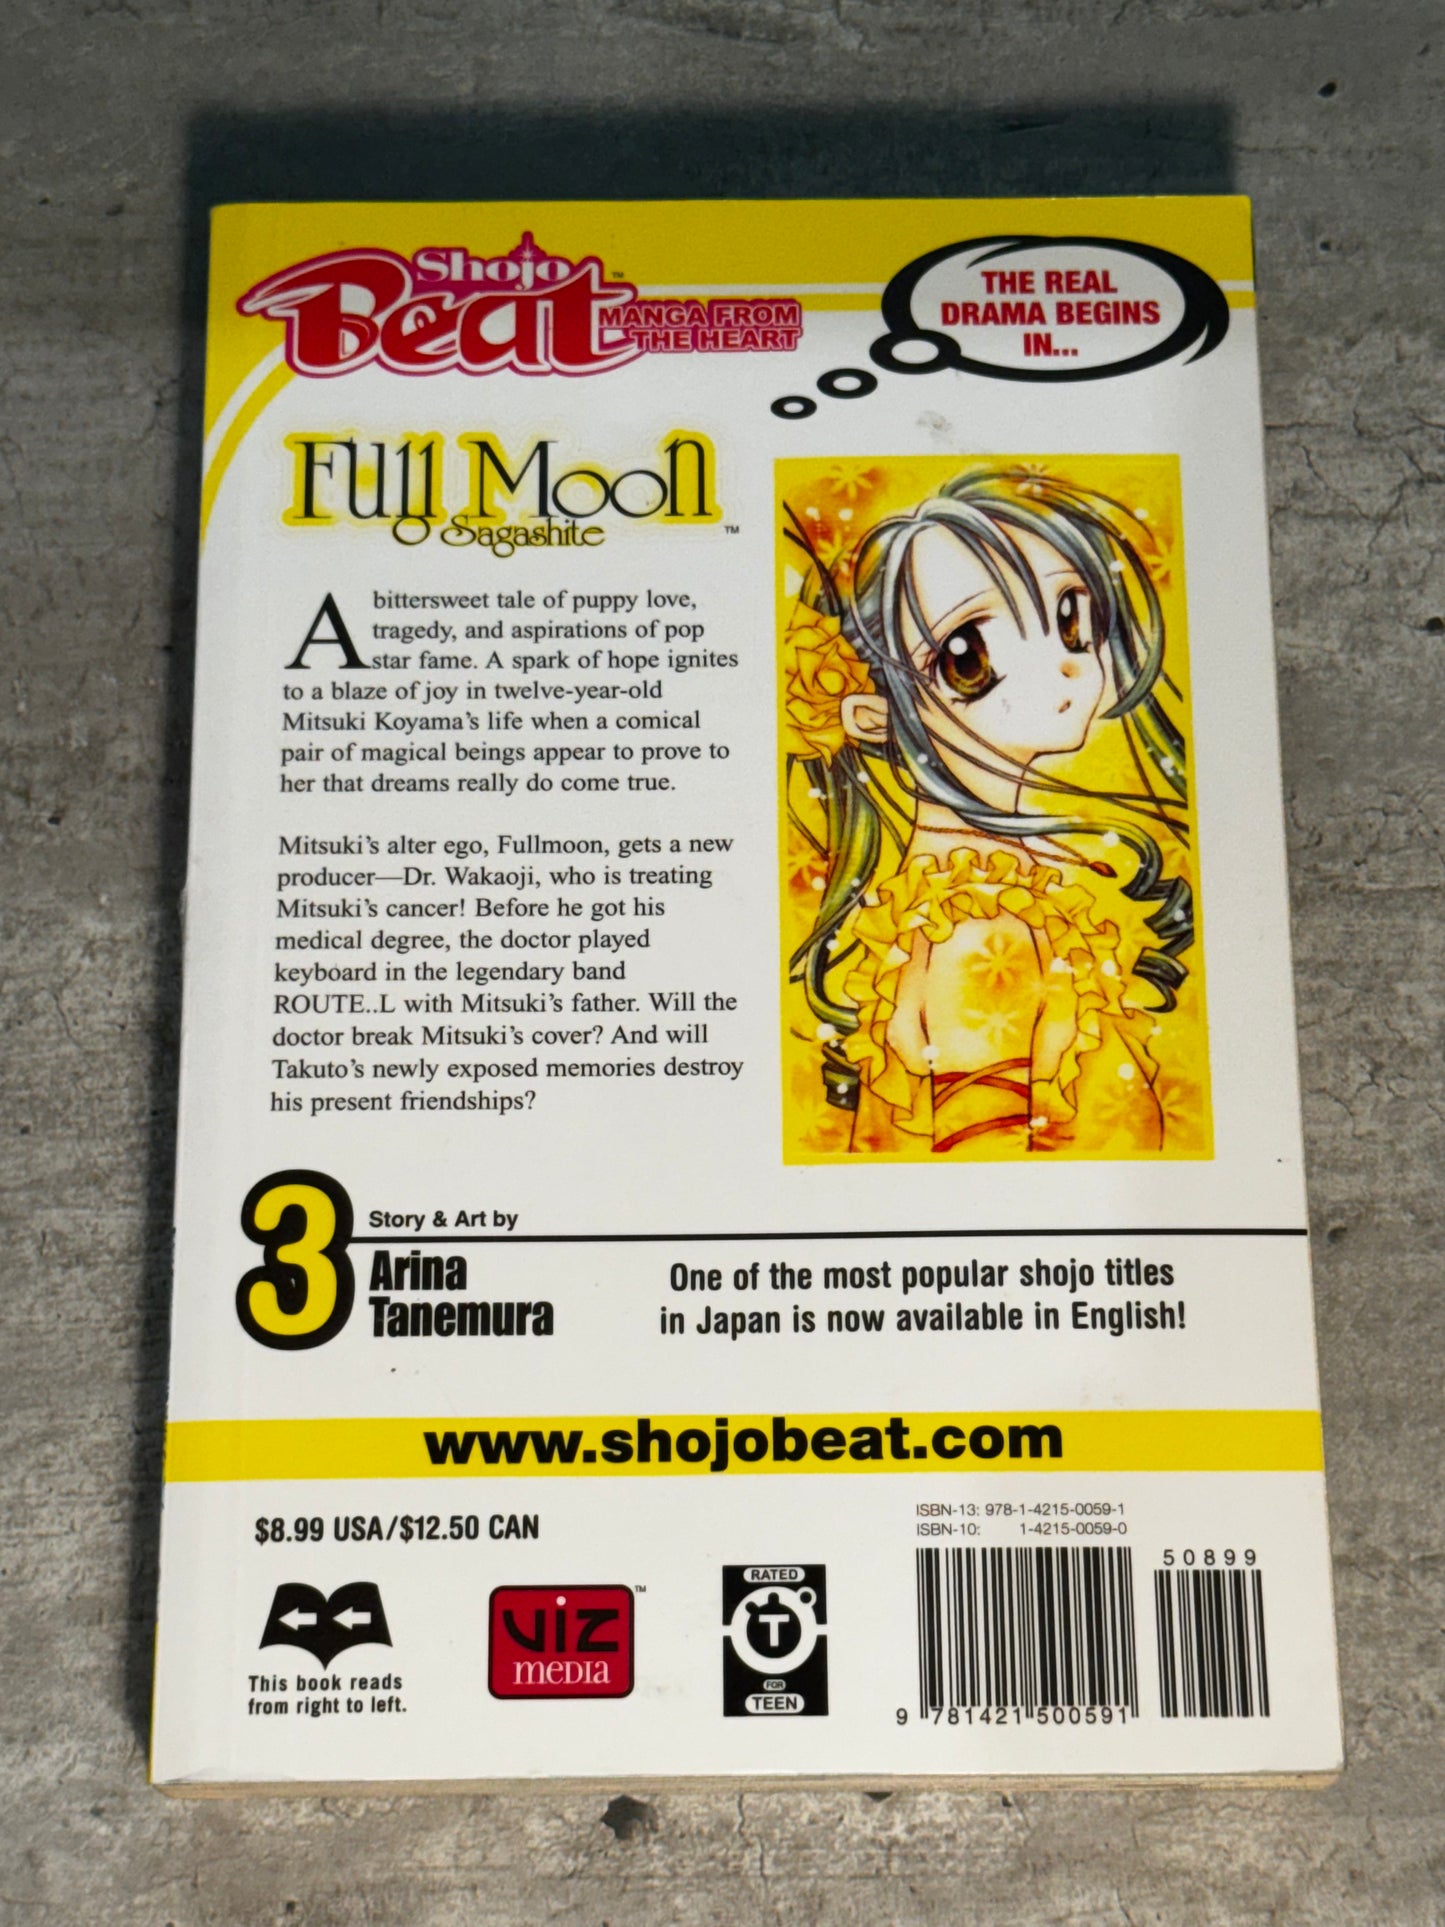 Shojo
Beat™
MANGA FROM
THE HEART
THE REAL
DRAMA BEGINS
IN...
Full Moon
Sagashite
™
A bittersweet tale of puppy love,
tragedy, and aspirations of pop
star fame. A spark of hope ignites
to a blaze of joy in twelve-year-old
Mitsuki Koyama's life when a comical
pair of magical beings appear to prove to
her that dreams really do come true.
Mitsuki's alter ego, Fullmoon, gets a new
producer—Dr. Wakaoji, who is treating
Mitsuki's cancer! Before he got his
medical degree, the doctor played
keyboard in the legendary band
ROUTE..L with Mitsuki's father. Will the
doctor break Mitsuki's cover? And will
Takuto's newly exposed memories destroy
his present friendships?
3
Story & Art by
Arina
Tanemura
One of the most popular shojo titles
in Japan is now available in English!
www.shojobeat.com
$8.99 USA/$12.50 CAN
ISBN-13: 978-1-4215-0059-1
ISBN-10: 1-4215-0059-0
50899
This book reads
from right to left.
viz
media
™
RATED
T
FOR
TEEN
9 781421 500591